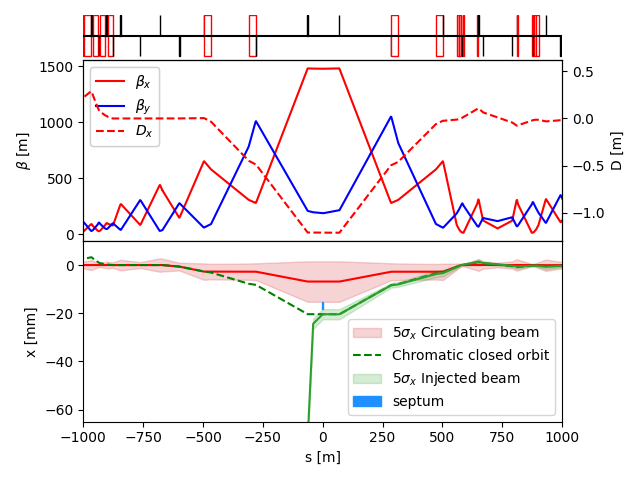 1500
1000
500
0
β [m]
βx
βy
Dx
0.5
0.0
−0.5
−1.0
D [m]
0
−20
−40
−60
x [mm]
5σx Circulating beam
Chromatic closed orbit
5σx Injected beam
septum
−1000 −750 −500 −250 0 250 500 750 1000
s [m]